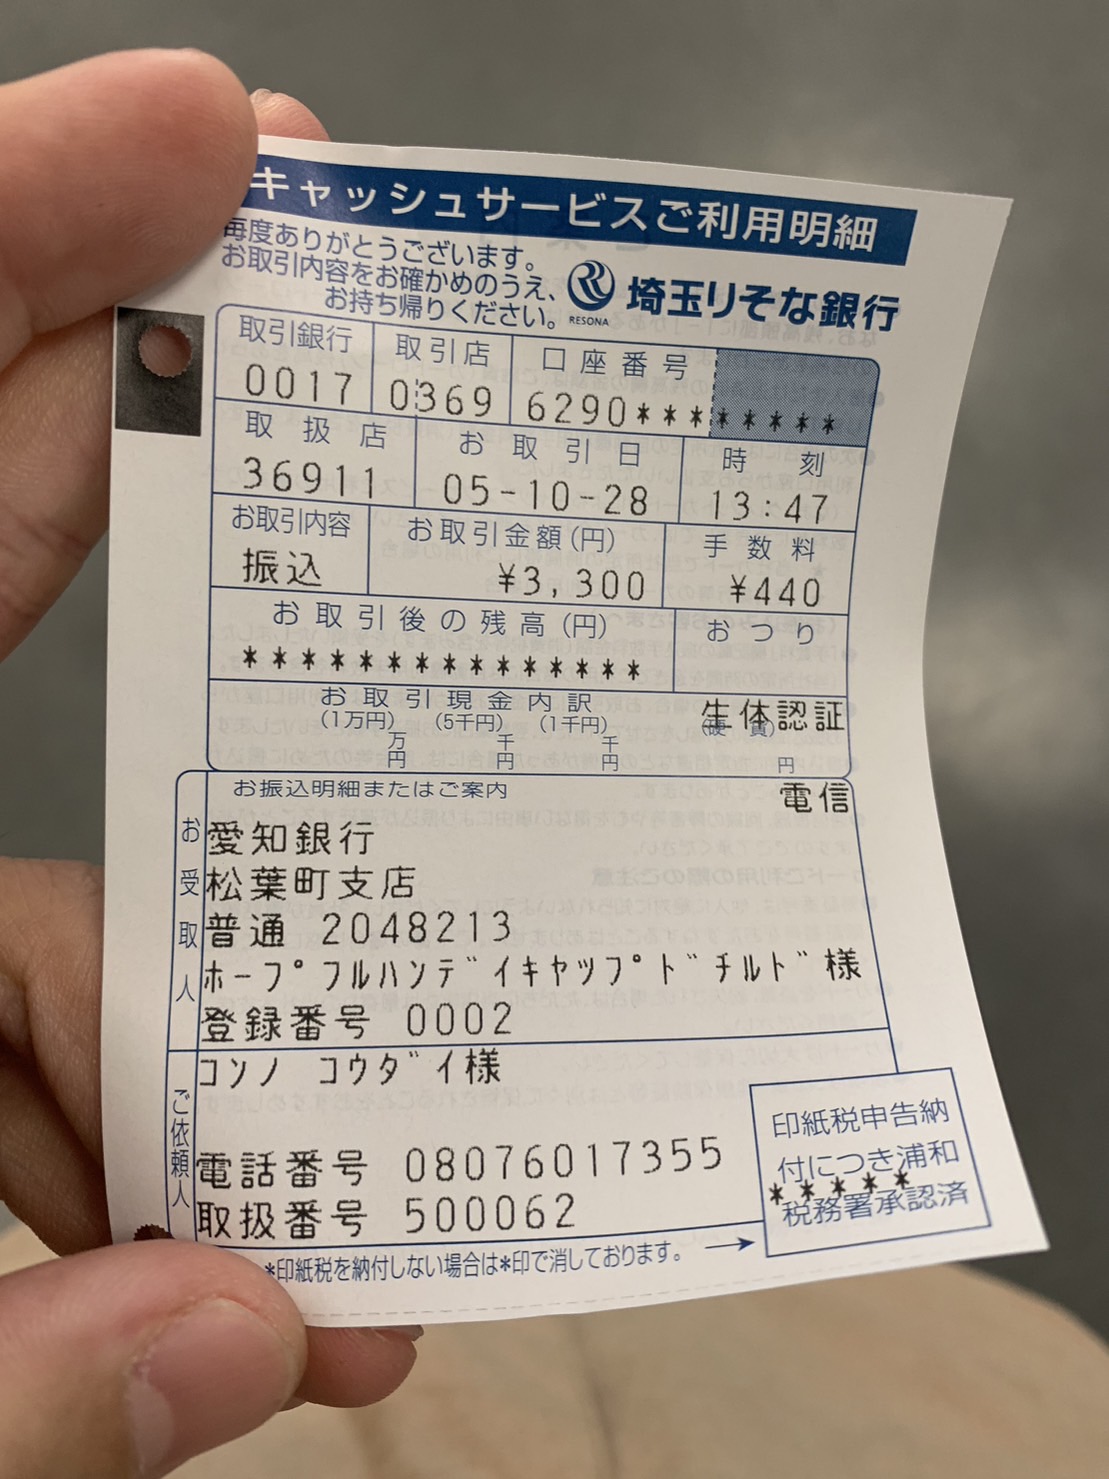 キャッシュサービスご利用明細
毎度ありがとうございます。
お取引内容をお確かめのうえ、
お持ち帰りください。
RESONA
埼玉りそな銀行
取引銀行 取引店 口座番号
0017 0369 6290*********
取扱店 お取引日 時刻
36911 05-10-28 13:47
お取引内容 お取引金額(円) 手数料
振込 ¥3,300 ¥440
お取引後の残高(円) おつり
**************
お取引現金内訳 生体認証
(1万円) (5千円) (1千円) (硬貨)
万円 千円 千円 円
お振込明細またはご案内 電信
お受取人
愛知銀行
松葉町支店
普通 2048213
ホープフルハンディキャップドチルド様
登録番号 0002
ご依頼人
コンノ コウダイ様
電話番号 08076017355
取扱番号 500062
印紙税申告納
付につき浦和
*****
税務署承認済
*印紙税を納付しない場合は*印で消しております。 →